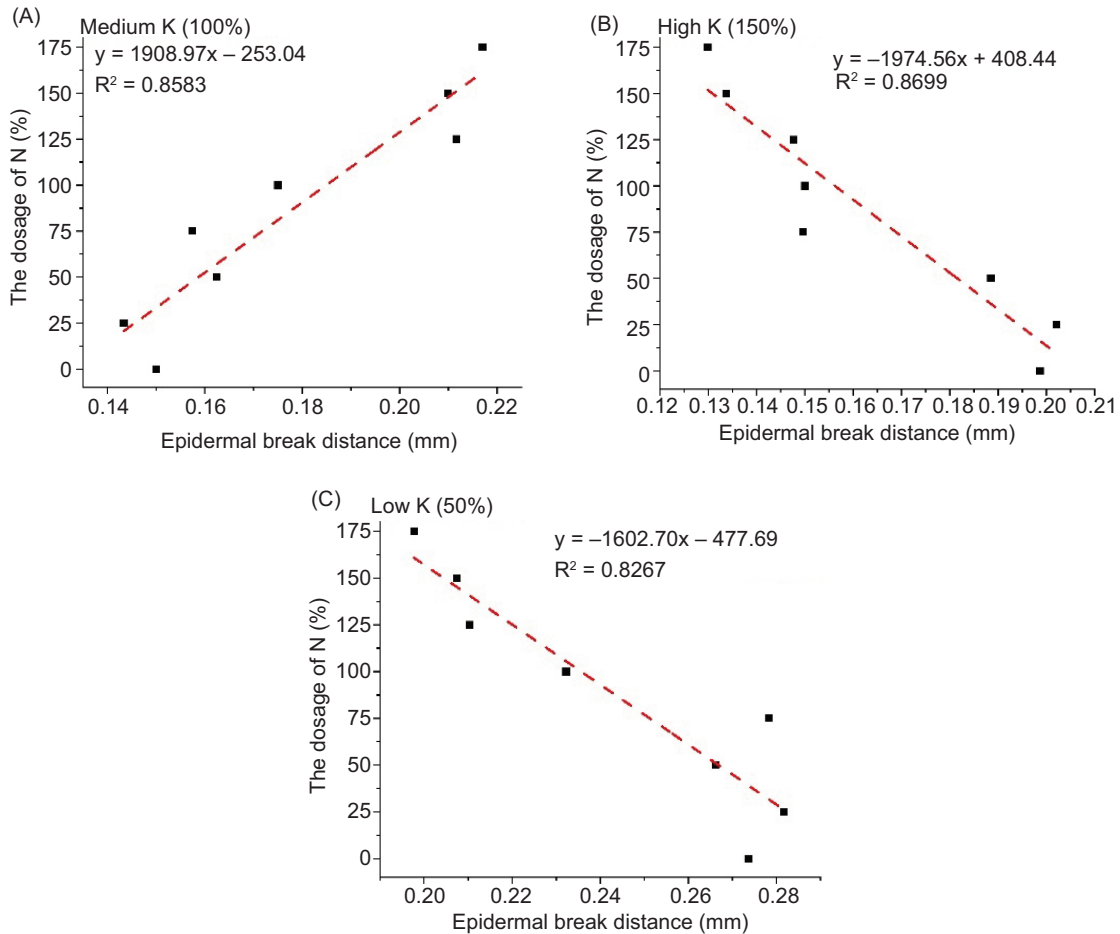 (A)
Medium K (100%)
y = 1908.97x – 253.04
R² = 0.8583
The dosage of N (%)
175
150
125
100
75
50
25
0
0.14 0.16 0.18 0.20 0.22
Epidermal break distance (mm)
(B)
High K (150%)
y = –1974.56x + 408.44
R² = 0.8699
The dosage of N (%)
175
150
125
100
75
50
25
0
0.12 0.13 0.14 0.15 0.16 0.17 0.18 0.19 0.20 0.21
Epidermal break distance (mm)
(C)
Low K (50%)
y = –1602.70x – 477.69
R² = 0.8267
The dosage of N (%)
175
150
125
100
75
50
25
0
0.20 0.22 0.24 0.26 0.28
Epidermal break distance (mm)